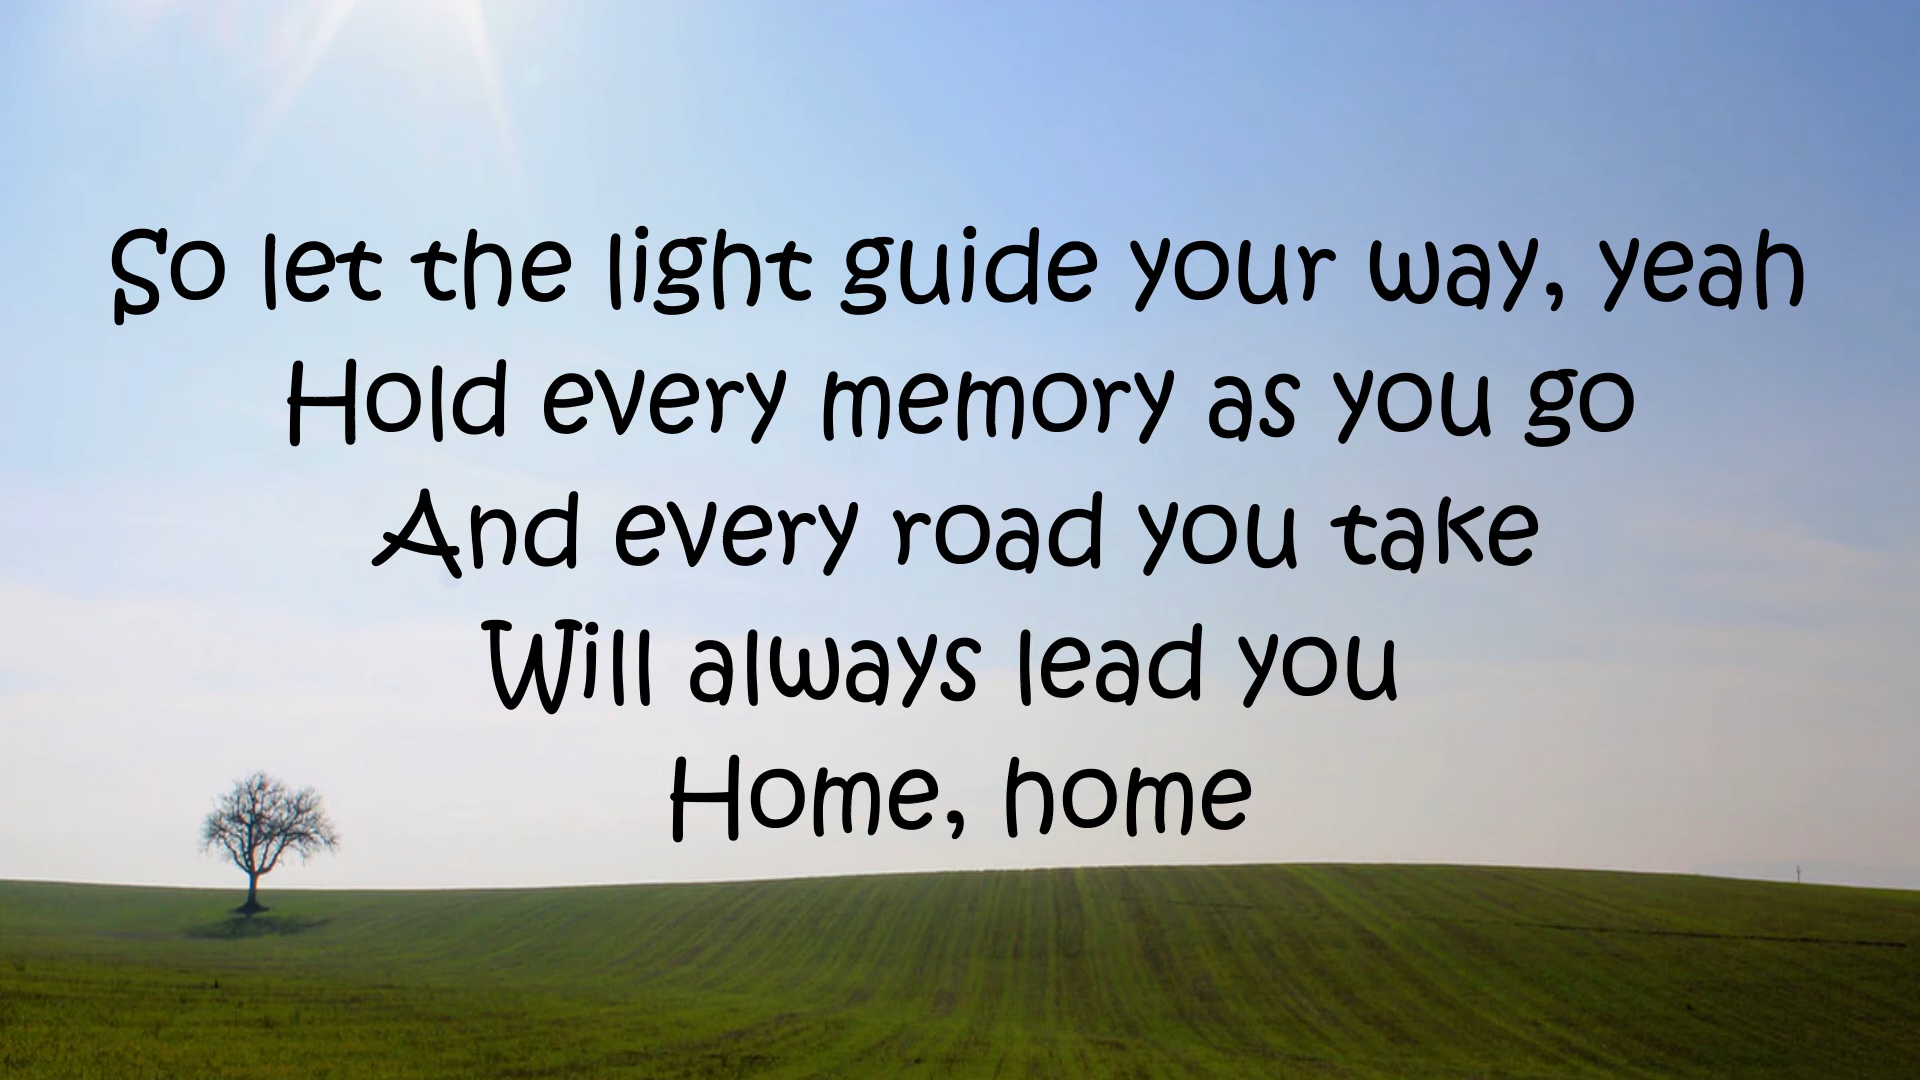 So let the light guide your way, yeah
Hold every memory as you go
And every road you take
Will always lead you
Home, home